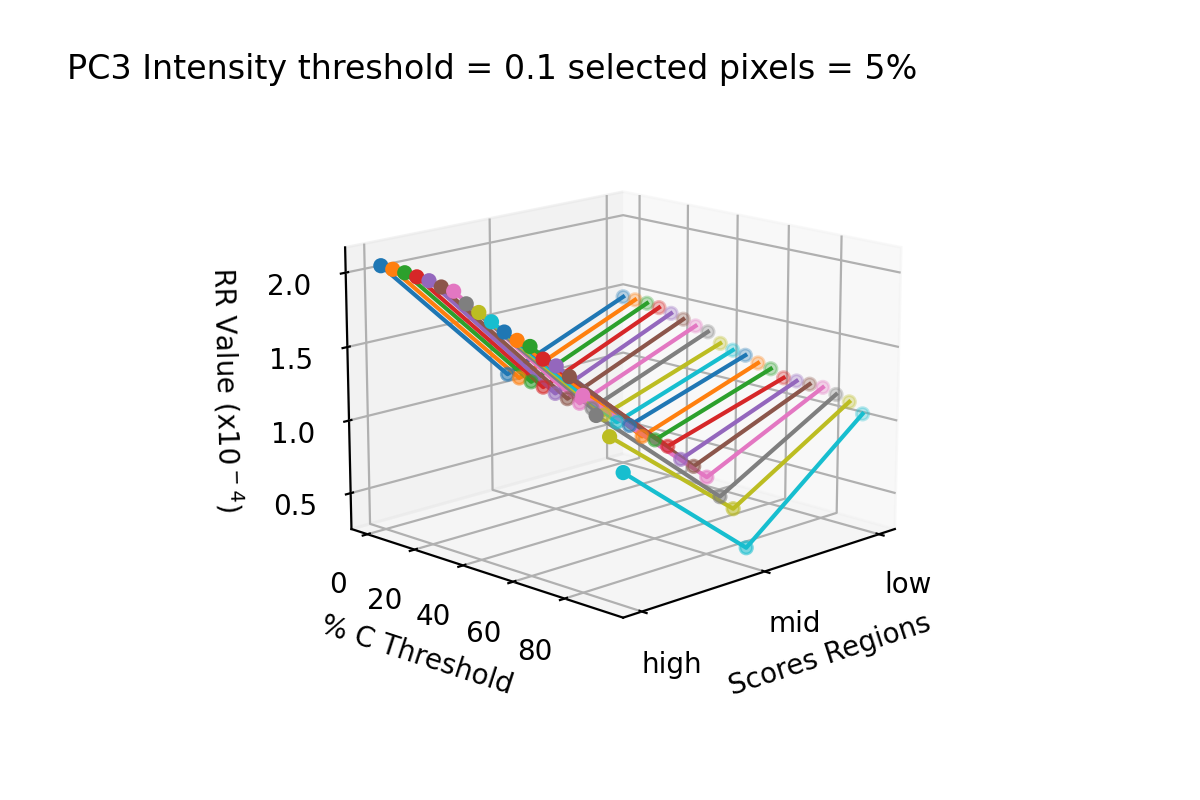 PC3 Intensity threshold = 0.1 selected pixels = 5%
RR Value (x10⁻⁴)
2.0
1.5
1.0
0.5
0
20
40
60
80
% C Threshold
high
mid
low
Scores Regions